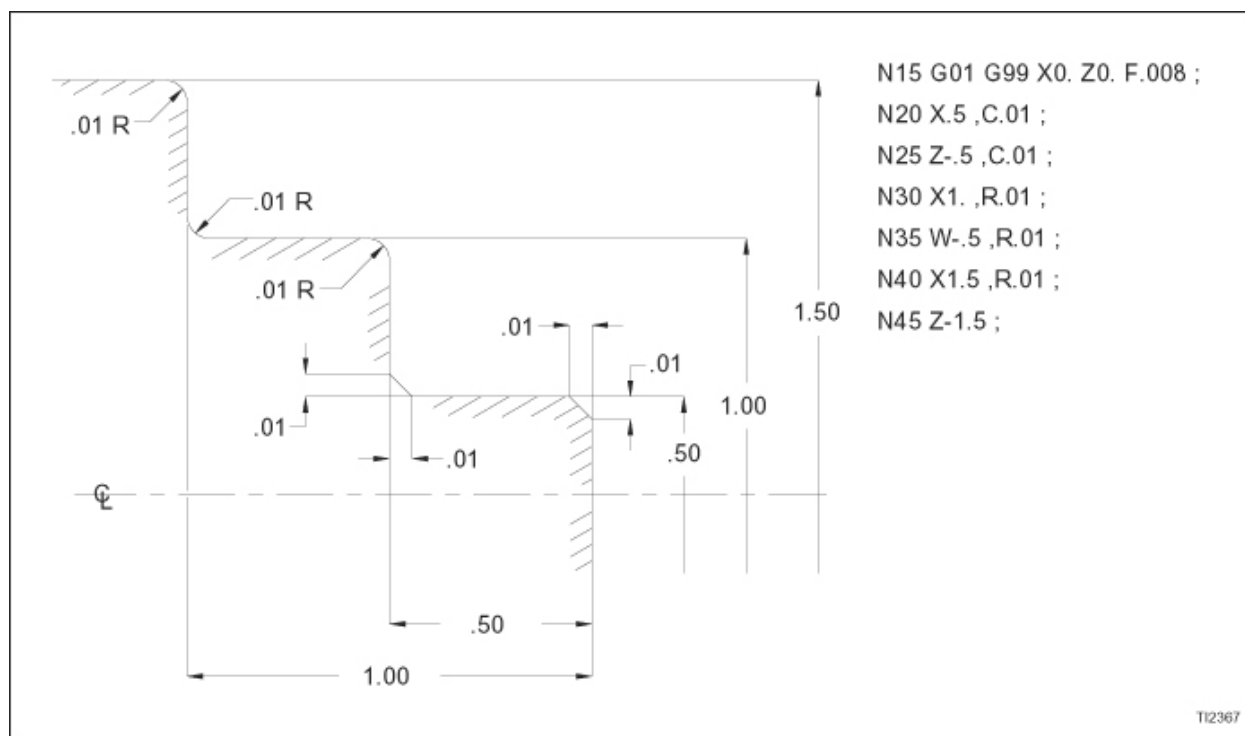 N15 G01 G99 X0. Z0. F.008 ;
N20 X.5 ,C.01 ;
N25 Z-.5 ,C.01 ;
N30 X1. ,R.01 ;
N35 W-.5 ,R.01 ;
N40 X1.5 ,R.01 ;
N45 Z-1.5 ;
.01 R
.01 R
.01 R
1.50
.01
.01
1.00
.01
.50
.01
℄
.50
1.00
TI2367